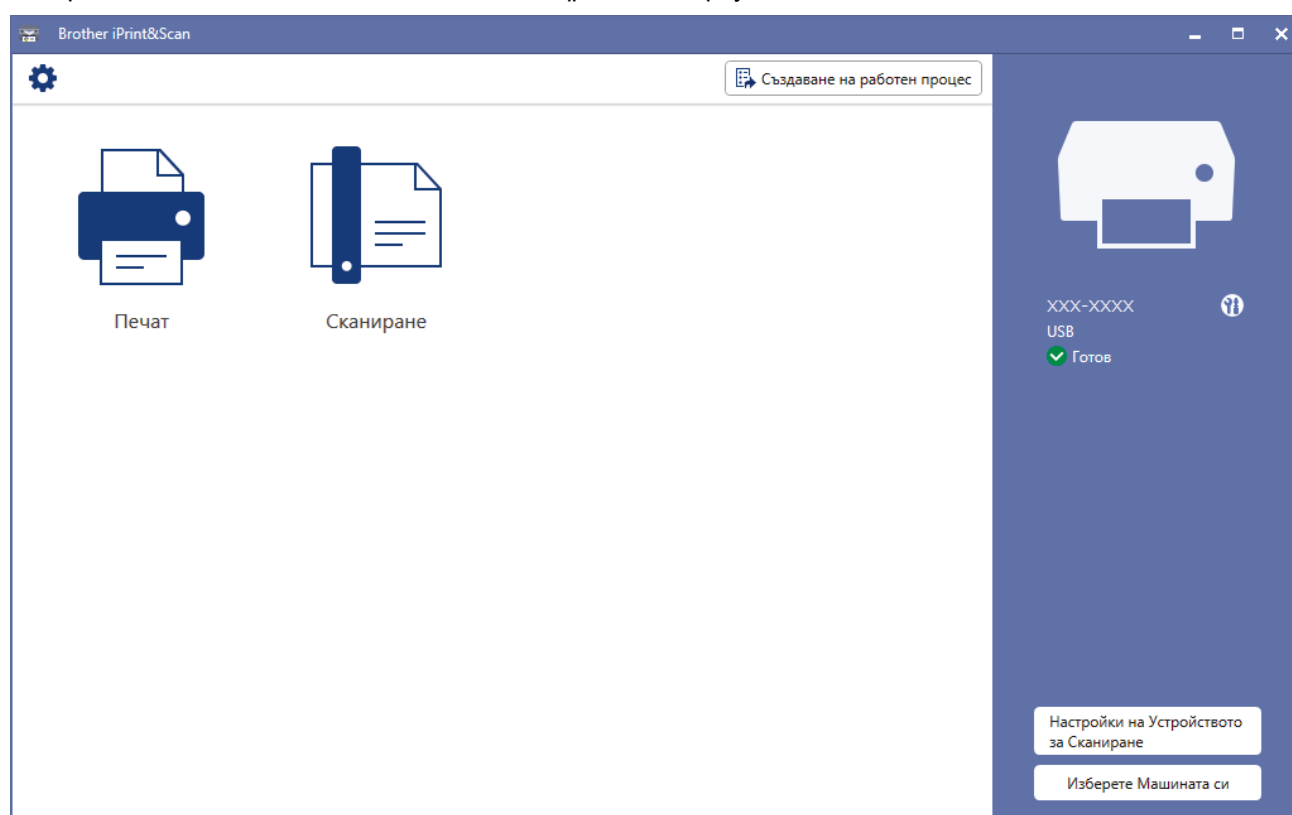 Brother iPrint&Scan
Създаване на работен процес
Печат
Сканиране
XXX-XXXX
USB
Готов
Настройки на Устройството
за Сканиране
Изберете Машината си